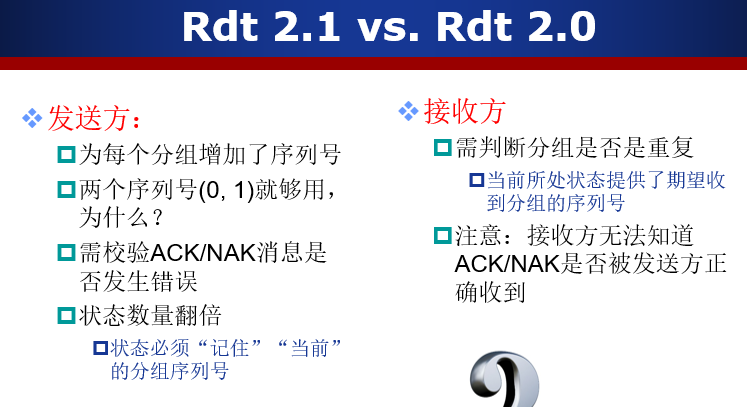 Rdt 2.1 vs. Rdt 2.0
发送方：
为每个分组增加了序列号
两个序列号(0, 1)就够用，
为什么？
需校验ACK/NAK消息是
否发生错误
状态数量翻倍
状态必须“记住”“当前”
的分组序列号
接收方
需判断分组是否是重复
当前所处状态提供了期望收
到分组的序列号
注意：接收方无法知道
ACK/NAK是否被发送方正
确收到